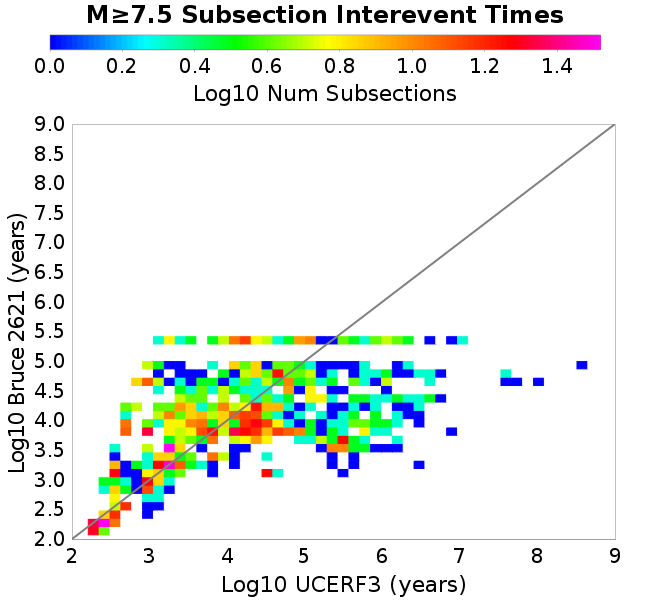 M≥7.5 Subsection Interevent Times
0.0 0.2 0.4 0.6 0.8 1.0 1.2 1.4
Log10 Num Subsections
9.0
8.5
8.0
7.5
7.0
6.5
6.0
5.5
5.0
4.5
4.0
3.5
3.0
2.5
2.0
Log10 Bruce 2621 (years)
2 3 4 5 6 7 8 9
Log10 UCERF3 (years)